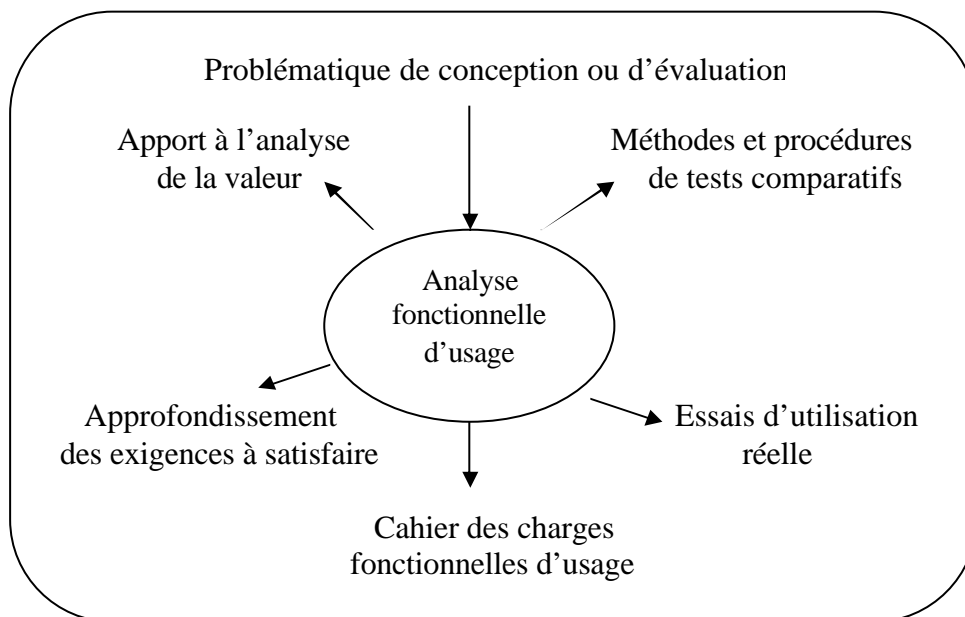 Problématique de conception ou d’évaluation
Apport à l’analyse
de la valeur
Méthodes et procédures
de tests comparatifs
Analyse
fonctionnelle
d’usage
Approfondissement
des exigences à satisfaire
Essais d’utilisation
réelle
Cahier des charges
fonctionnelles d’usage